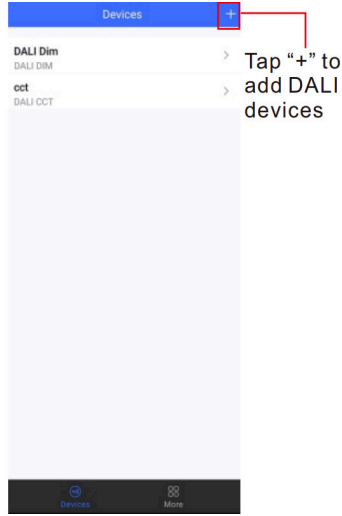 Devices +
DALI Dim
DALI DIM
cct
DALI CCT
Tap “+” to
add DALI
devices
Devices
More